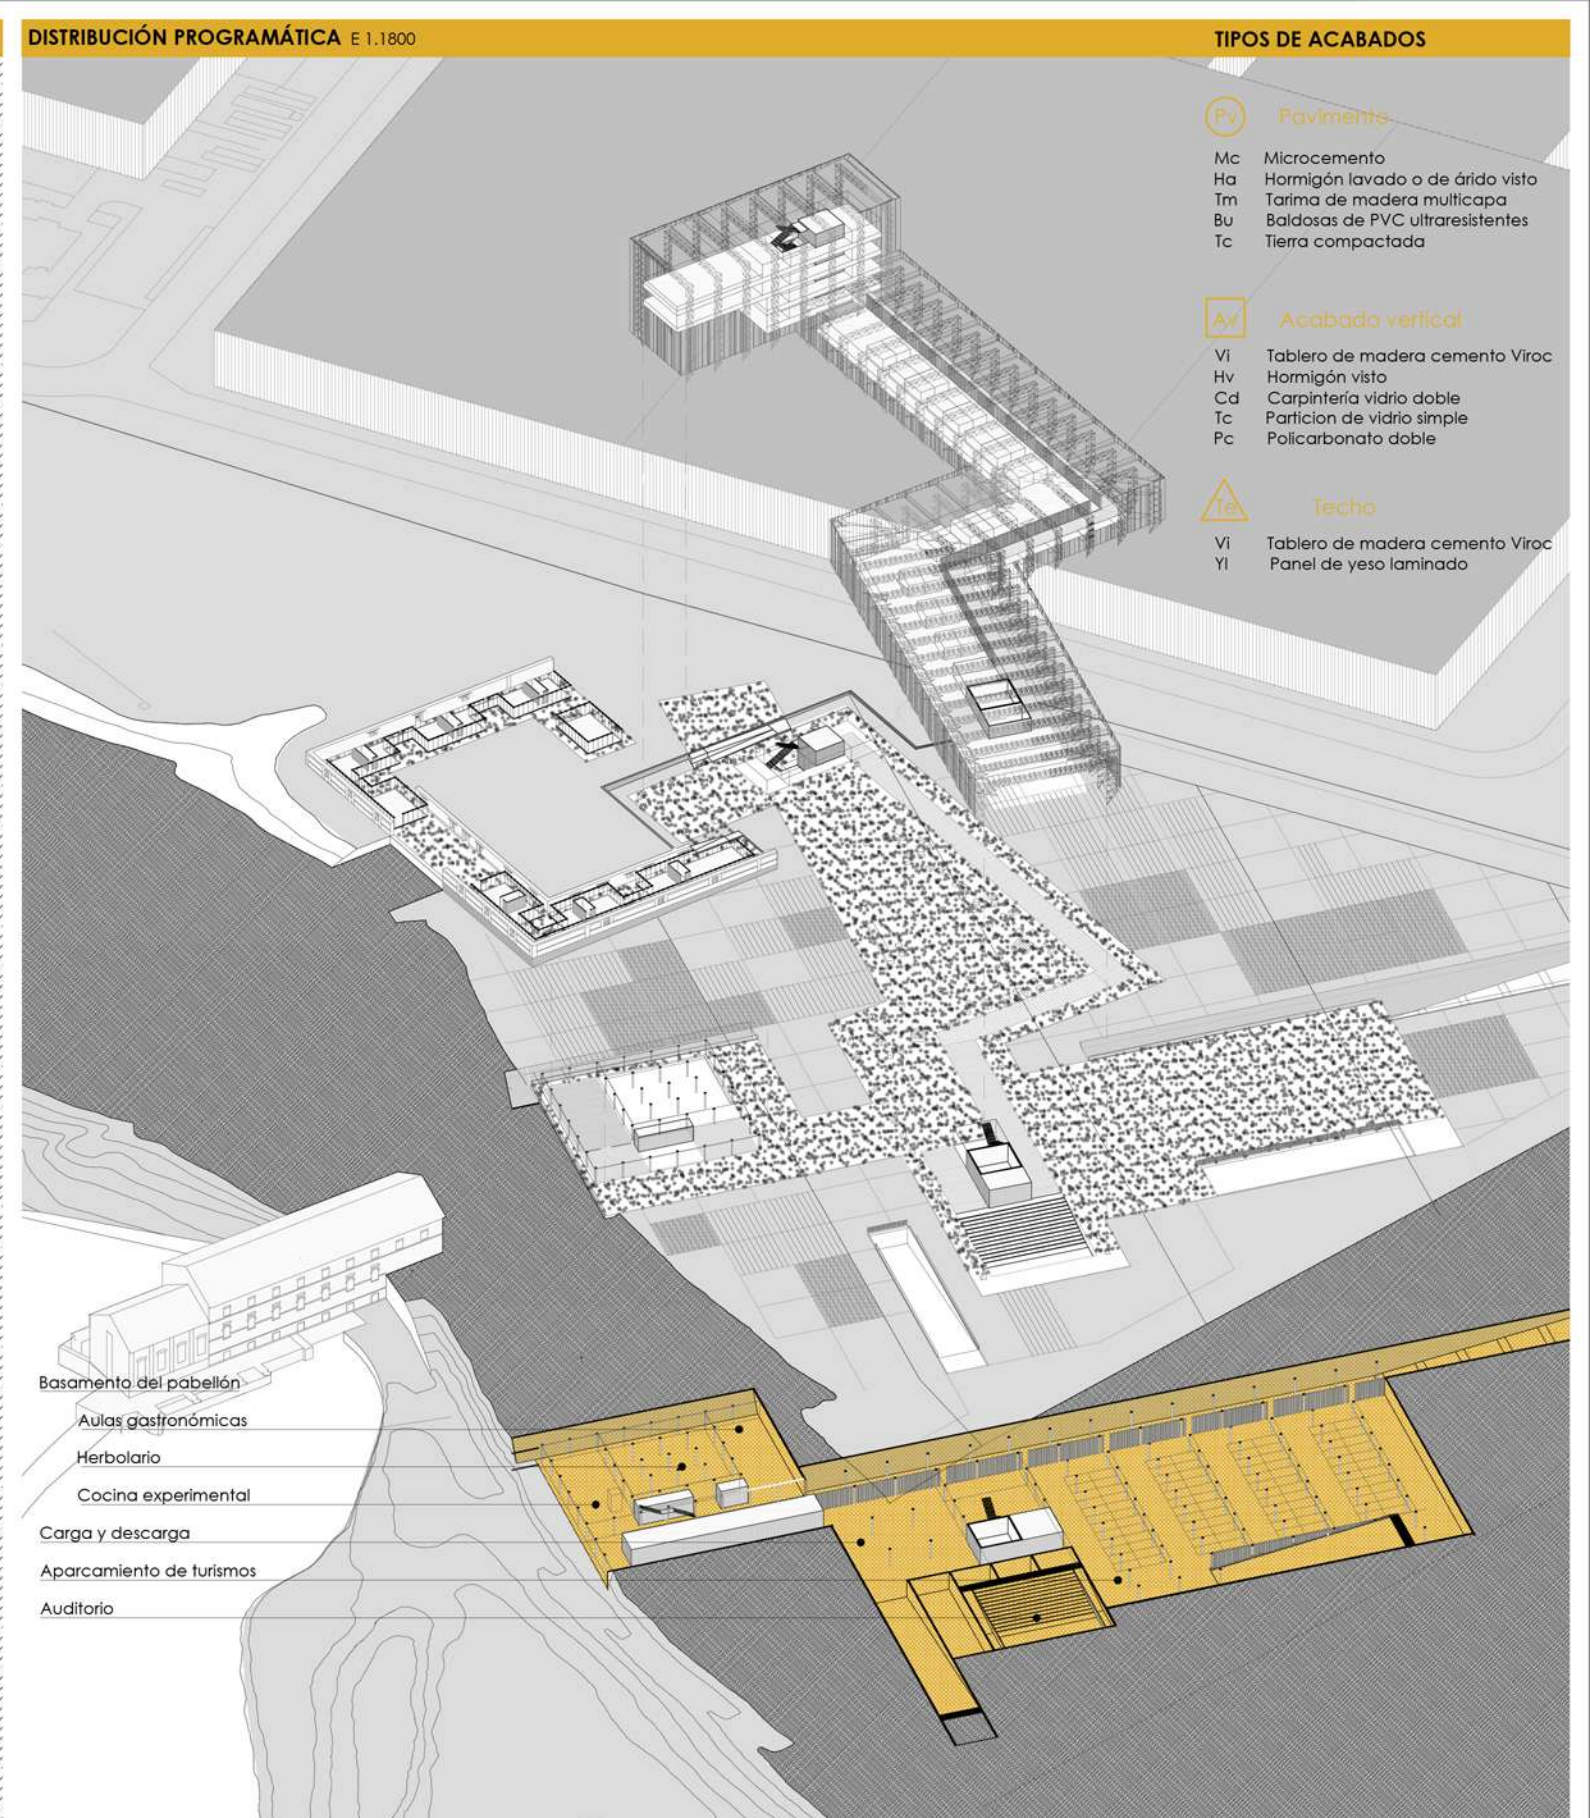 DISTRIBUCIÓN PROGRAMÁTICA E 1.1800
TIPOS DE ACABADOS
Pv Pavimento
Mc Microcemento
Ha Hormigón lavado o de árido visto
Tm Tarima de madera multicapa
Bu Baldosas de PVC ultraresistentes
Tc Tierra compactada
Av Acabado vertical
Vi Tablero de madera cemento Viroc
Hv Hormigón visto
Cd Carpintería vidrio doble
Tc Particion de vidrio simple
Pc Policarbonato doble
Te Techo
Vi Tablero de madera cemento Viroc
Yl Panel de yeso laminado
Basamento del pabellón
Aulas gastronómicas
Herbolario
Cocina experimental
Carga y descarga
Aparcamiento de turismos
Auditorio